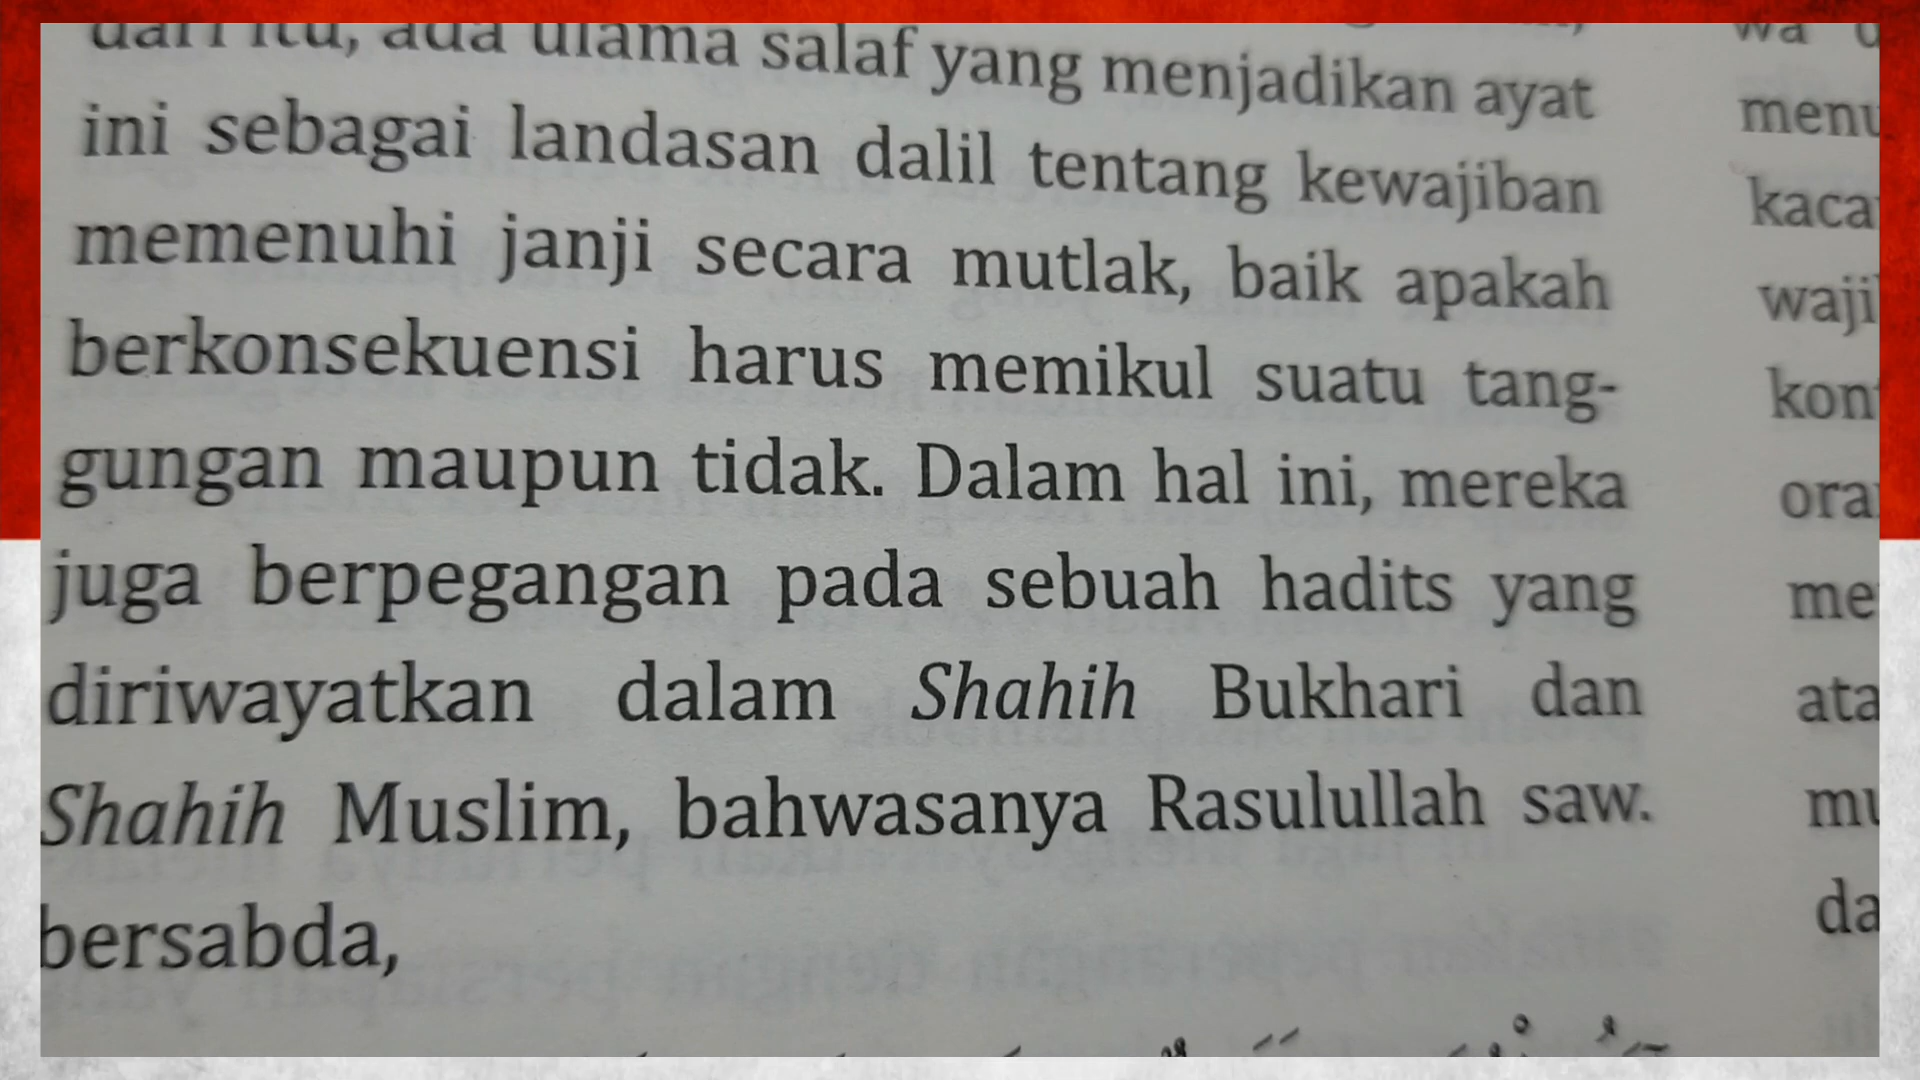 dari itu, ada ulama salaf yang menjadikan ayat
ini sebagai landasan dalil tentang kewajiban
memenuhi janji secara mutlak, baik apakah
berkonsekuensi harus memikul suatu tang-
gungan maupun tidak. Dalam hal ini, mereka
juga berpegangan pada sebuah hadits yang
diriwayatkan dalam Shahih Bukhari dan
Shahih Muslim, bahwasanya Rasulullah saw.
bersabda,